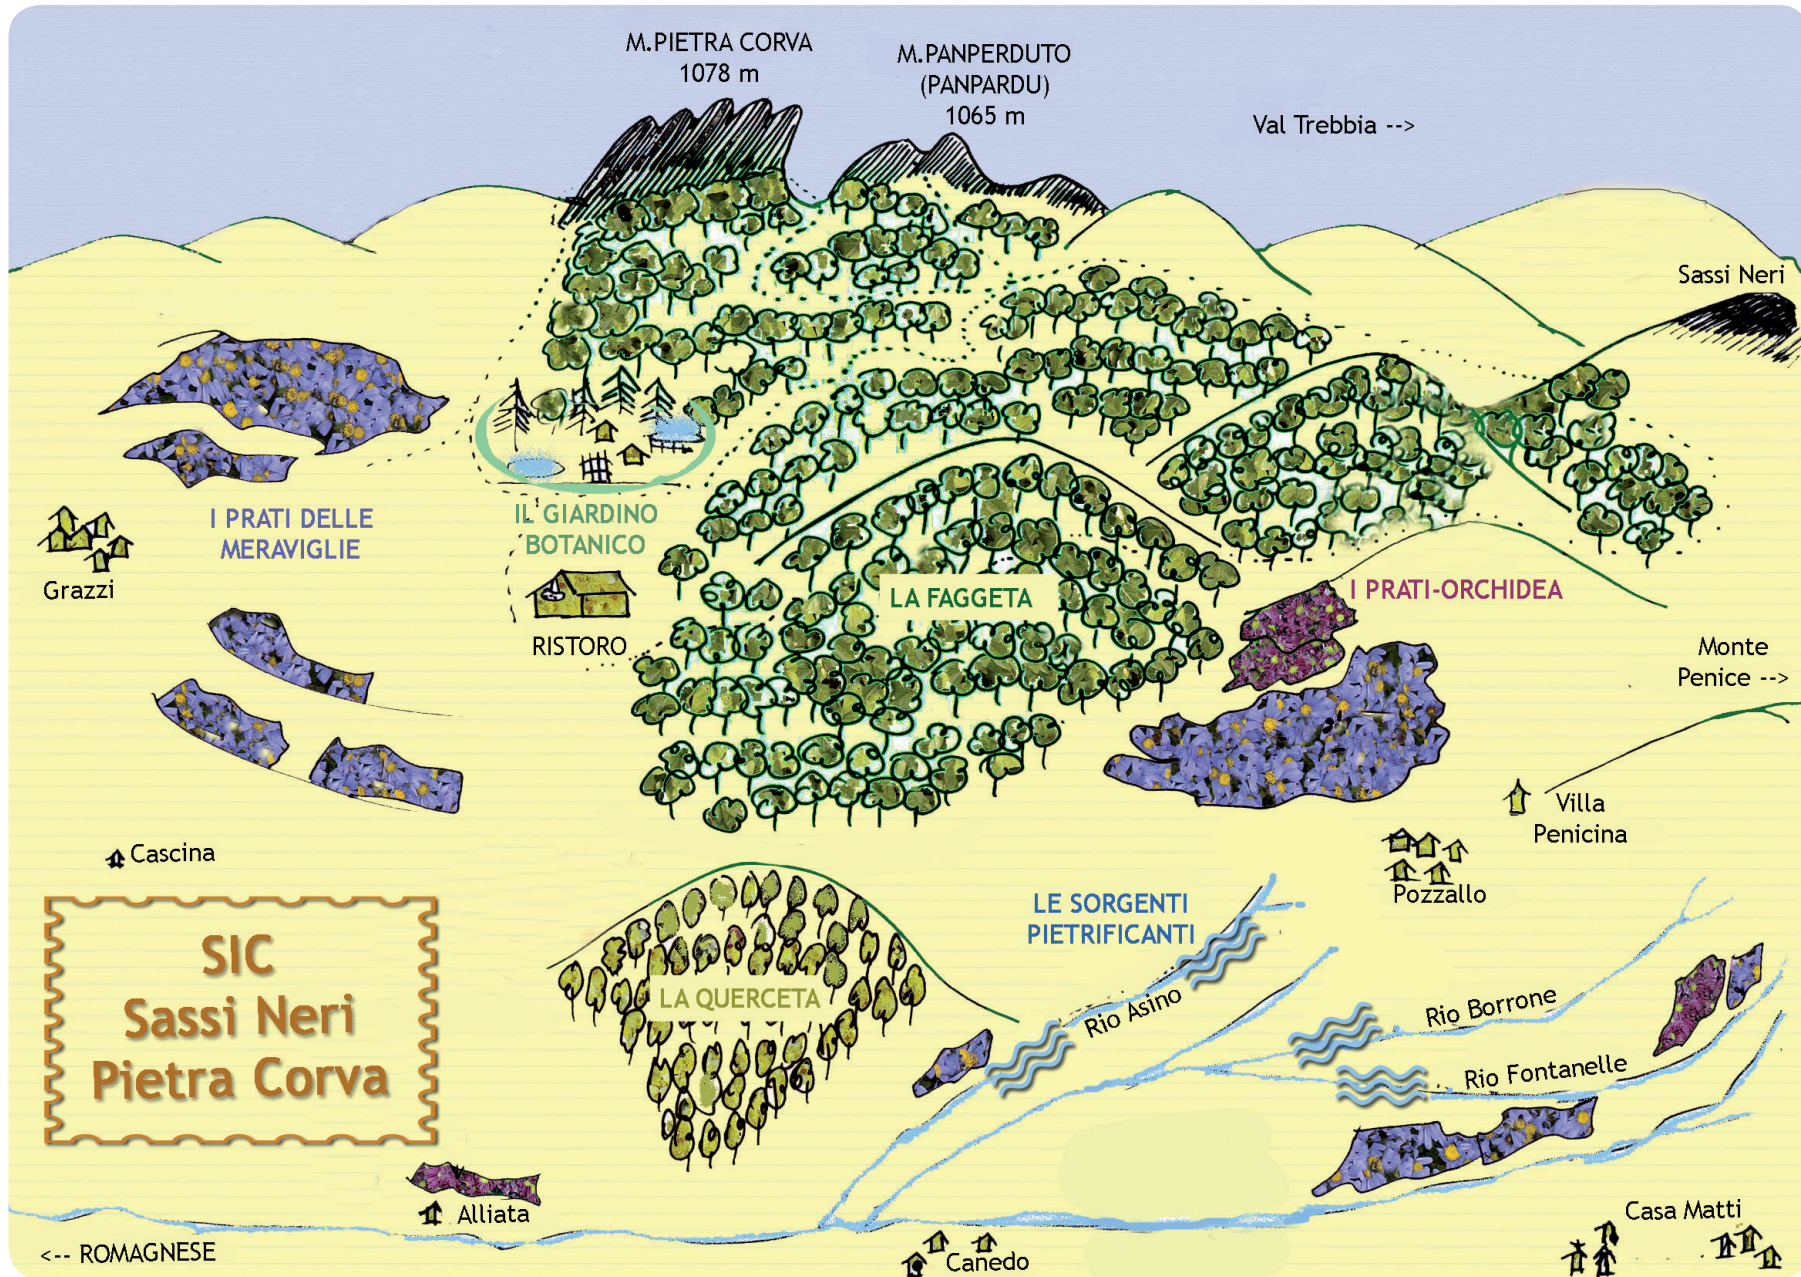 M.PIETRA CORVA
1078 m
M.PANPERDUTO
(PANPARDU)
1065 m
Val Trebbia -->
Sassi Neri
I PRATI DELLE
MERAVIGLIE
IL GIARDINO
BOTANICO
Grazzi
RISTORO
LA FAGGETA
I PRATI-ORCHIDEA
Monte
Penice -->
Villa
Penicina
Cascina
Pozzallo
LE SORGENTI
PIETRIFICANTI
SIC
Sassi Neri
Pietra Corva
LA QUERCETA
Rio Asino
Rio Borrone
Rio Fontanelle
Alliata
Casa Matti
<-- ROMAGNESE
Canedo